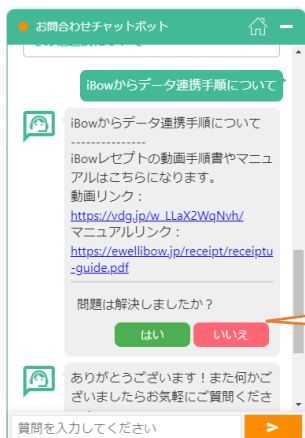 お問合わせチャットボット
iBowからデータ連携手順について
iBowからデータ連携手順について
---------------
iBowレセプトの動画手順書やマニュ
アルはこちらになります。
動画リンク：
https://vdg.jp/w_LLaX2WqNvh/
マニュアルリンク：
https://ewellibow.jp/receipt/receiptu
-guide.pdf
問題は解決しましたか？
はい いいえ
ありがとうございます！また何かご
ざいましたらお気軽にご質問くださ
質問を入力してください